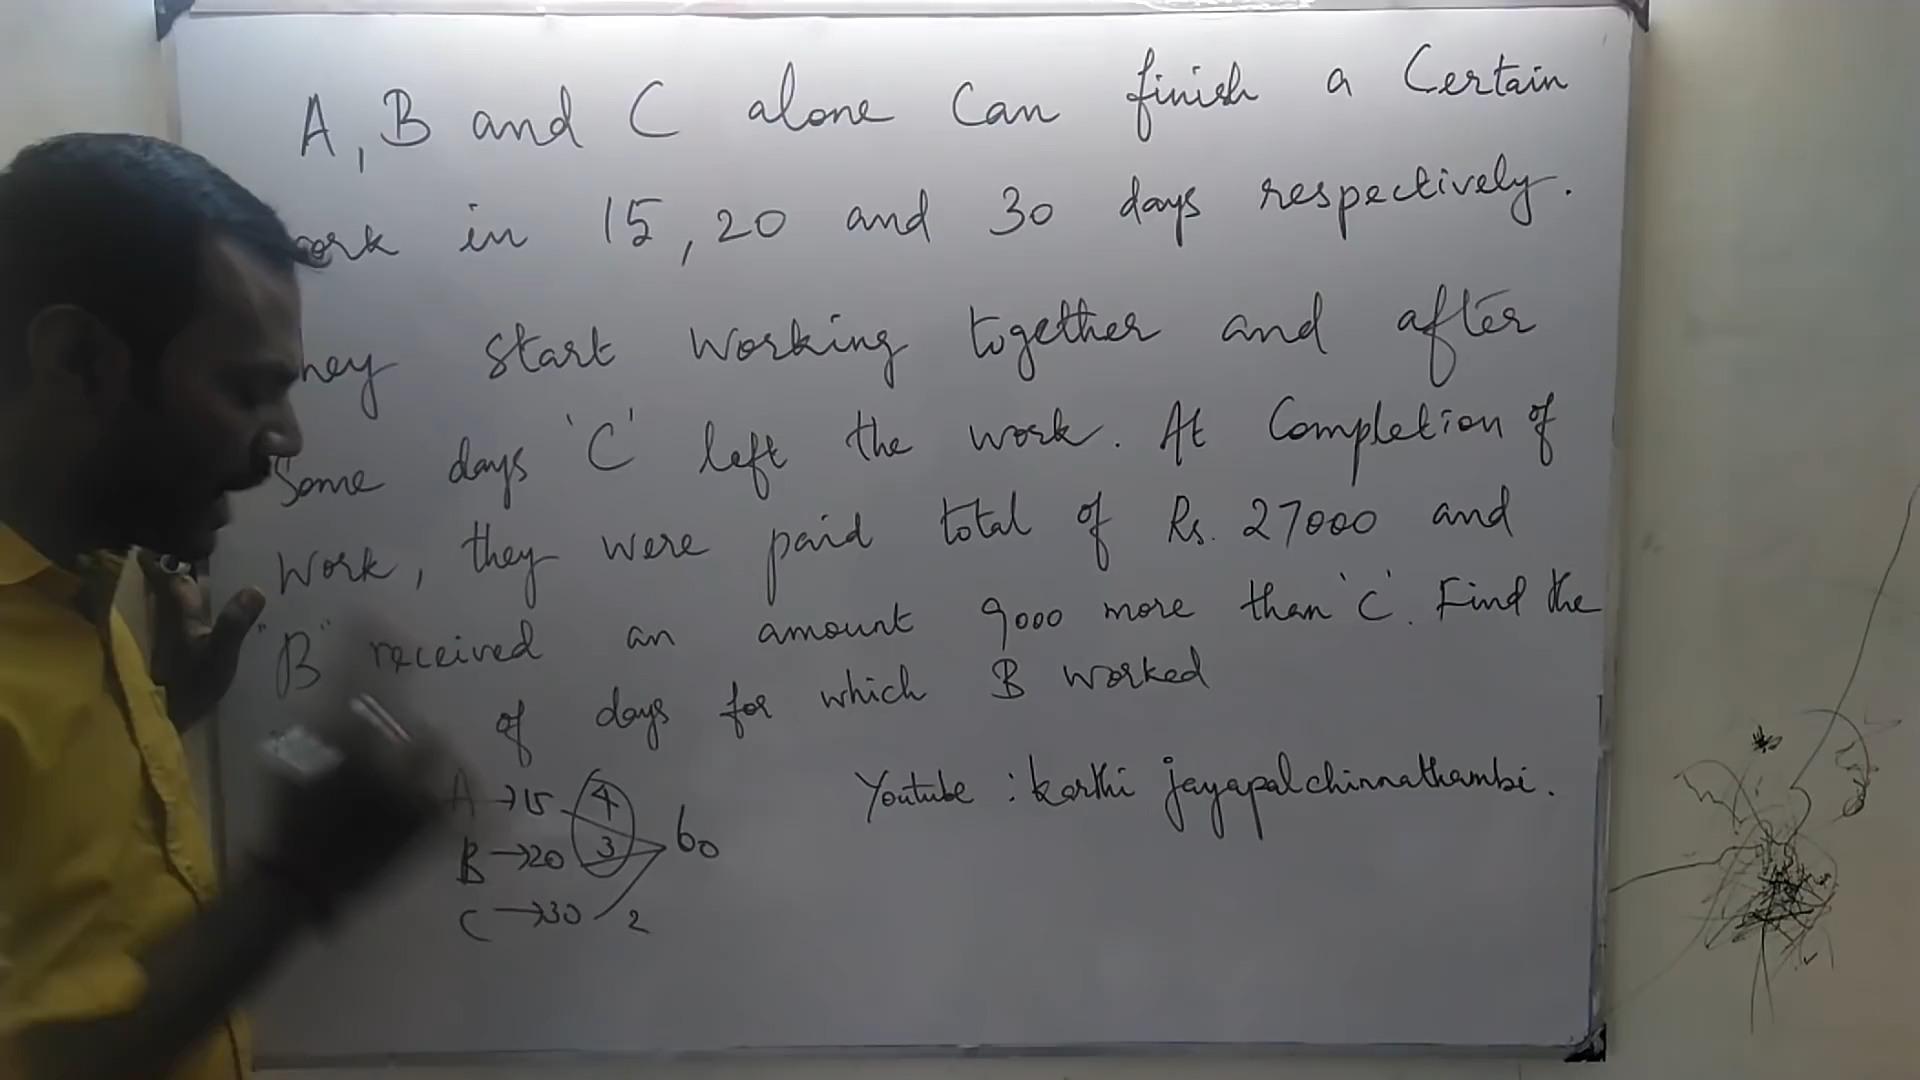 A, B and C alone Can finish a Certain
ork in 15, 20 and 30 days respectively.
hey start working together and after
Some days 'C' left the work. At Completion of
Work, they were paid total of Rs. 27000 and
"B" received an amount 9000 more than 'C'. Find the
of days for which B worked
A → 15 4
B → 20 3 60
C → 30 2
Youtube : karthi jayapalchinnathambi.